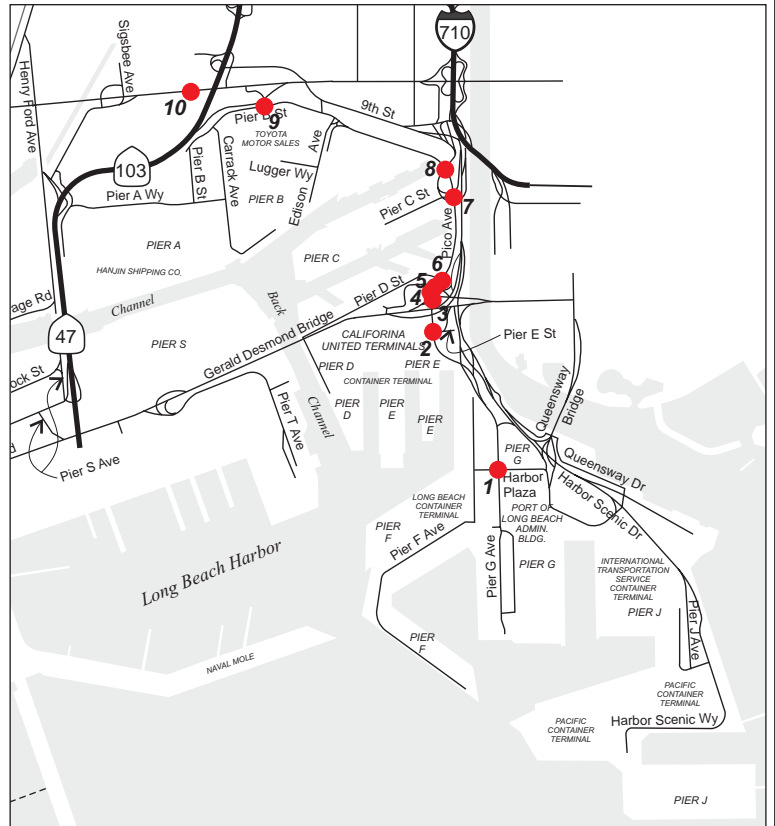 Sigsbee Ave
710
Henry Ford Ave
10
9
9th St
Pier B St
TOYOTA
MOTOR SALES
103
Pier B St
Carrack Ave
Lugger Wy
Edison Ave
8
Pier A Wy
PIER B
Pier C St
7
Pico Ave
PIER A
HANJIN SHIPPING CO.
PIER C
6
5
4
3
2
age Rd
Channel
Back
Pier D St
47
PIER S
Gerald Desmond Bridge
CALIFORINA
UNITED TERMINALS
Pier E St
PIER D
PIER E
CONTAINER TERMINAL
ock St
Channel
PIER
D
PIER
E
PIER
E
Queensway
Bridge
Pier T Ave
d
Pier S Ave
PIER
G
Queensway Dr
1
Harbor
Plaza
Harbor Scenic Dr
LONG BEACH
CONTAINER
TERMINAL
PORT OF
LONG BEACH
ADMIN.
BLDG.
PIER
F
Pier F Ave
Pier G Ave
PIER G
Long Beach Harbor
INTERNATIONAL
TRANSPORTATION
SERVICE
CONTAINER
TERMINAL
PIER J
Pier J Ave
PIER
F
NAVAL MOLE
PACIFIC
CONTAINER
TERMINAL
PACIFIC
CONTAINER
TERMINAL
Harbor Scenic Wy
PIER J